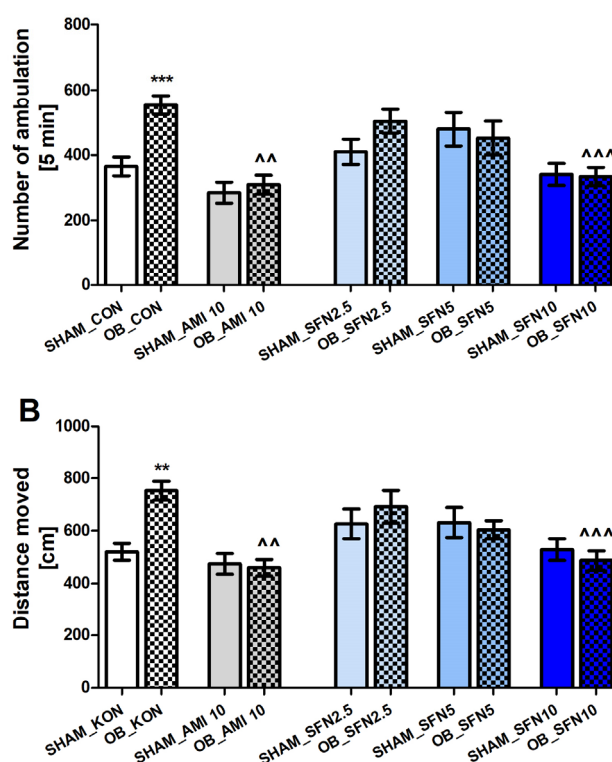 800
***
Number of ambulation
[5 min]
600
^^^
^^
400
200
0
SHAM_CON
OB_CON
SHAM_AMI 10
OB_AMI 10
SHAM_SFN2.5
OB_SFN2.5
SHAM_SFN5
OB_SFN5
SHAM_SFN10
OB_SFN10
B
1000
**
Distance moved
[cm]
800
^^^
^^
600
400
200
0
SHAM_KON
OB_KON
SHAM_AMI 10
OB_AMI 10
SHAM_SFN2.5
OB_SFN2.5
SHAM_SFN5
OB_SFN5
SHAM_SFN10
OB_SFN10